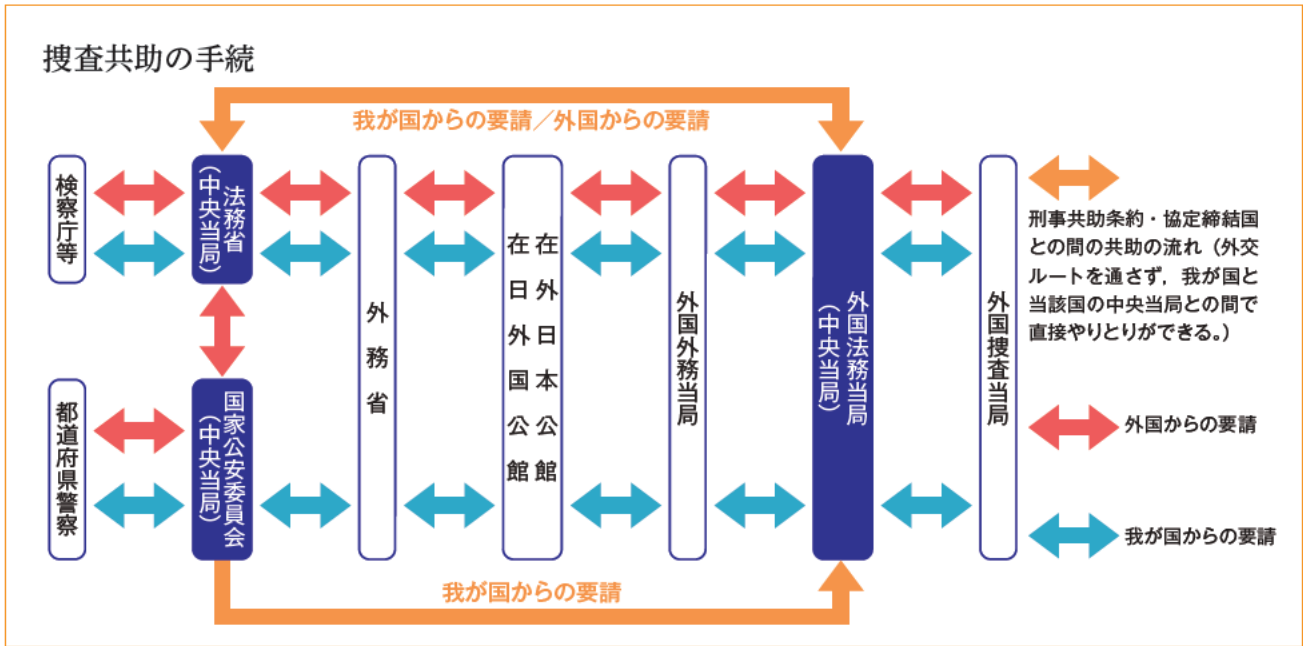 捜査共助の手続
我が国からの要請／外国からの要請
検察庁等
法務省
（中央当局）
都道府県警察
国家公安委員会
（中央当局）
外務省
在外日本公館
在日外国公館
外国外務当局
外国法務当局
（中央当局）
外国捜査当局
我が国からの要請
刑事共助条約・協定締結国
との間の共助の流れ（外交
ルートを通さず，我が国と
当該国の中央当局との間で
直接やりとりができる。）
外国からの要請
我が国からの要請